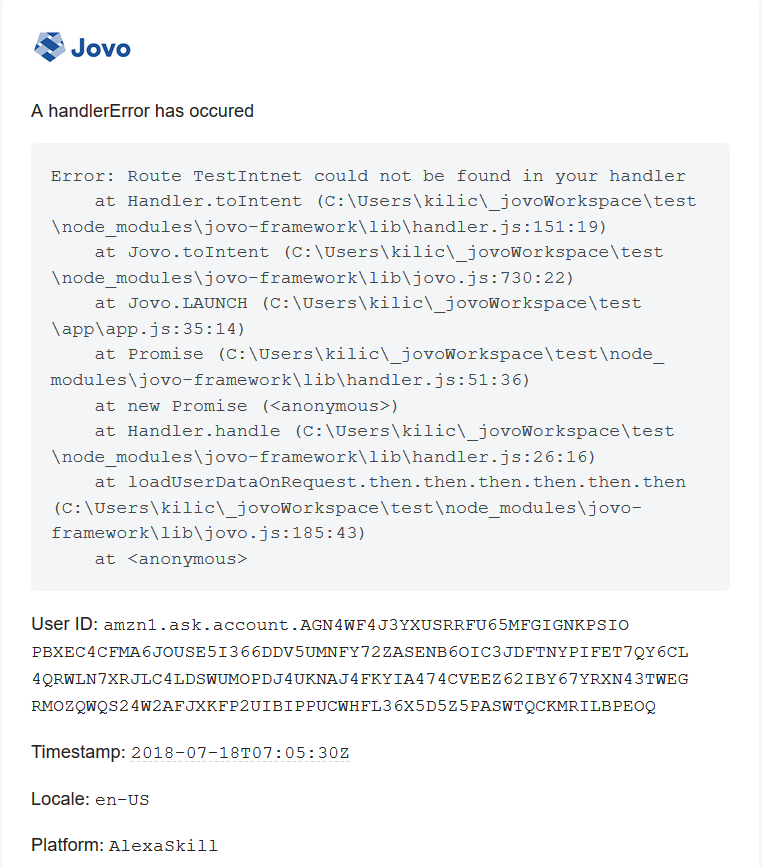 Jovo
A handlerError has occured
Error: Route TestIntnet could not be found in your handler
    at Handler.toIntent (C:\Users\kilic\_jovoWorkspace\test
\node_modules\jovo-framework\lib\handler.js:151:19)
    at Jovo.toIntent (C:\Users\kilic\_jovoWorkspace\test
\node_modules\jovo-framework\lib\jovo.js:730:22)
    at Jovo.LAUNCH (C:\Users\kilic\_jovoWorkspace\test
\app\app.js:35:14)
    at Promise (C:\Users\kilic\_jovoWorkspace\test\node_
modules\jovo-framework\lib\handler.js:51:36)
    at new Promise (<anonymous>)
    at Handler.handle (C:\Users\kilic\_jovoWorkspace\test
\node_modules\jovo-framework\lib\handler.js:26:16)
    at loadUserDataOnRequest.then.then.then.then.then.then
(C:\Users\kilic\_jovoWorkspace\test\node_modules\jovo-
framework\lib\jovo.js:185:43)
    at <anonymous>
User ID: amzn1.ask.account.AGN4WF4J3YXUSRRFU65MFGIGNKPSIO
PBXEC4CFMA6JOUSE5I366DDV5UMNFY72ZASENB6OIC3JDFTNYPIFET7QY6CL
4QRWLN7XRJLC4LDSWUMOPDJ4UKNAJ4FKYIA474CVEEZ62IBY67YRXN43TWEG
RMOZQWQS24W2AFJXKFP2UIBIPPUCWHFL36X5D5Z5PASWTQCKMRILBPEOQ
Timestamp: 2018-07-18T07:05:30Z
Locale: en-US
Platform: AlexaSkill